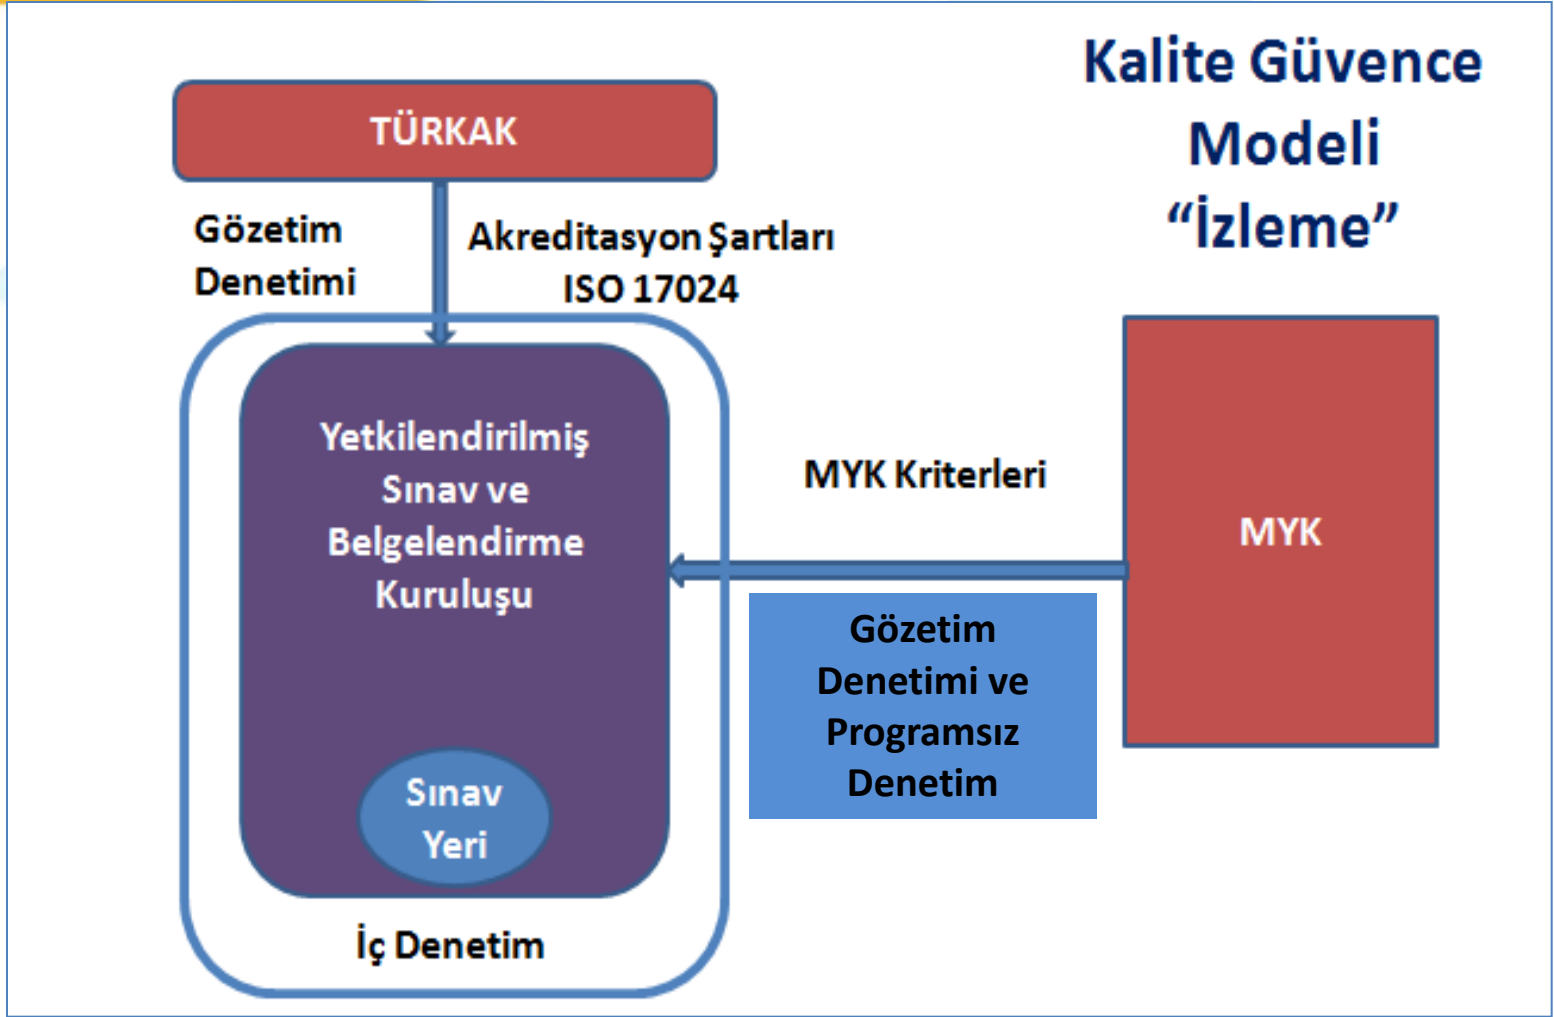 Kalite Güvence
Modeli
“İzleme”
TÜRKAK
Gözetim
Denetimi
Akreditasyon Şartları
ISO 17024
Yetkilendirilmiş
Sınav ve
Belgelendirme
Kuruluşu
MYK Kriterleri
MYK
Gözetim
Denetimi ve
Programsız
Denetim
Sınav
Yeri
İç Denetim